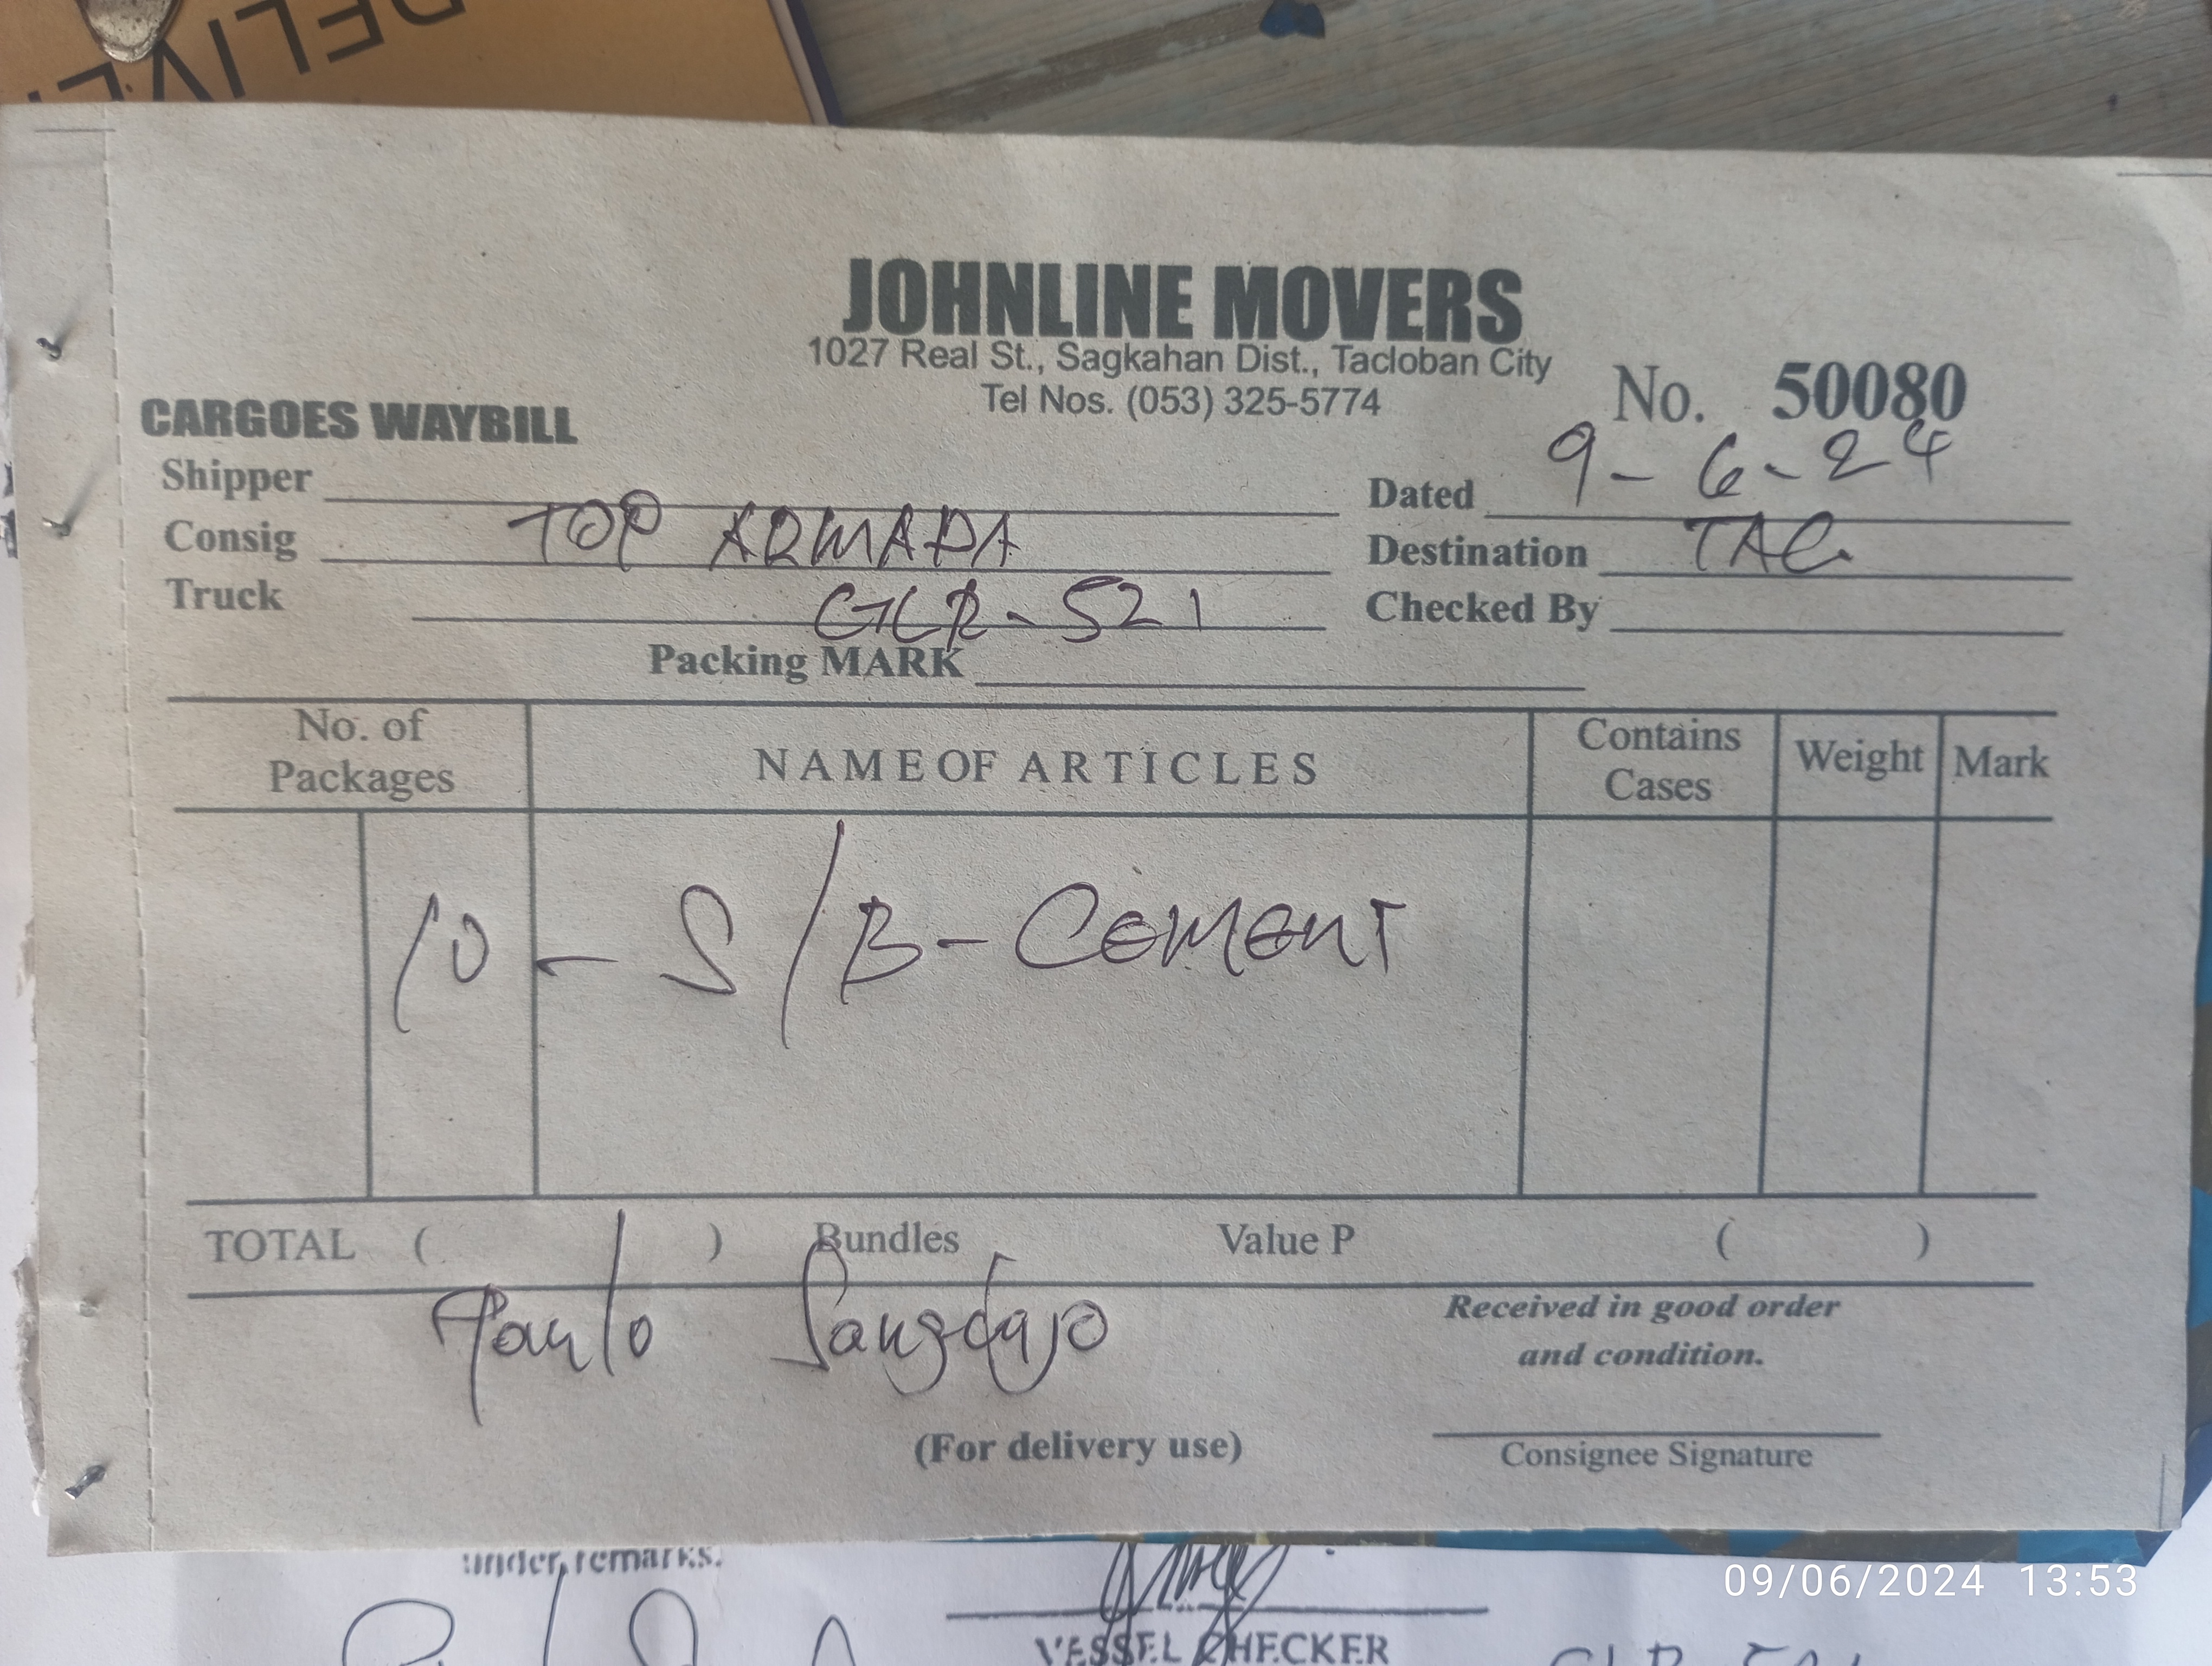 DELIVE
JOHNLINE MOVERS
1027 Real St., Sagkahan Dist., Tacloban City
Tel Nos. (053) 325-5774
No. 50080
CARGOES WAYBILL
Shipper
Dated 9-6-24
Consig TOP ARMADA
Destination TAC
Truck GLR-521
Checked By
Packing MARK
No. of Packages NAME OF ARTICLES Contains Cases Weight Mark
10 - S/B - CEMENT
TOTAL ( ) Bundles Value P ( )
Paulo
Received in good order
and condition.
(For delivery use)
Consignee Signature
under remarks.
VESSEL CHECKER
09/06/2024 13:53